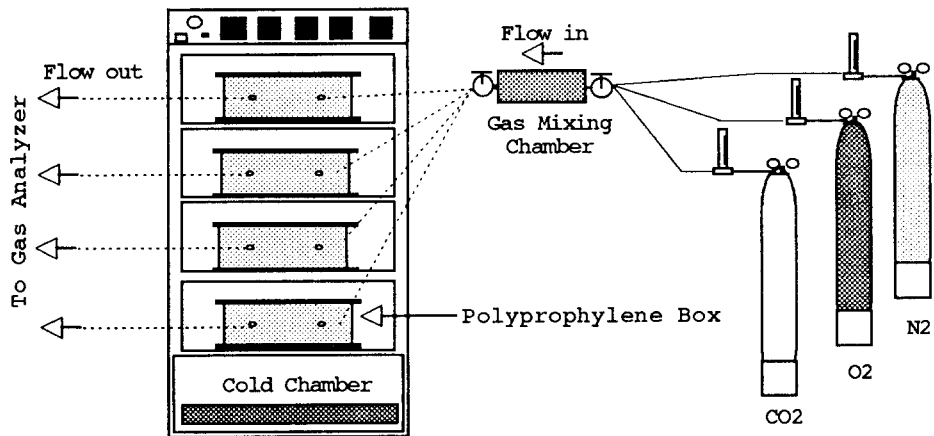 Flow in
Flow out
Gas Mixing
Chamber
To Gas Analyzer
Polyprophylene Box
N2
O2
Cold Chamber
CO2